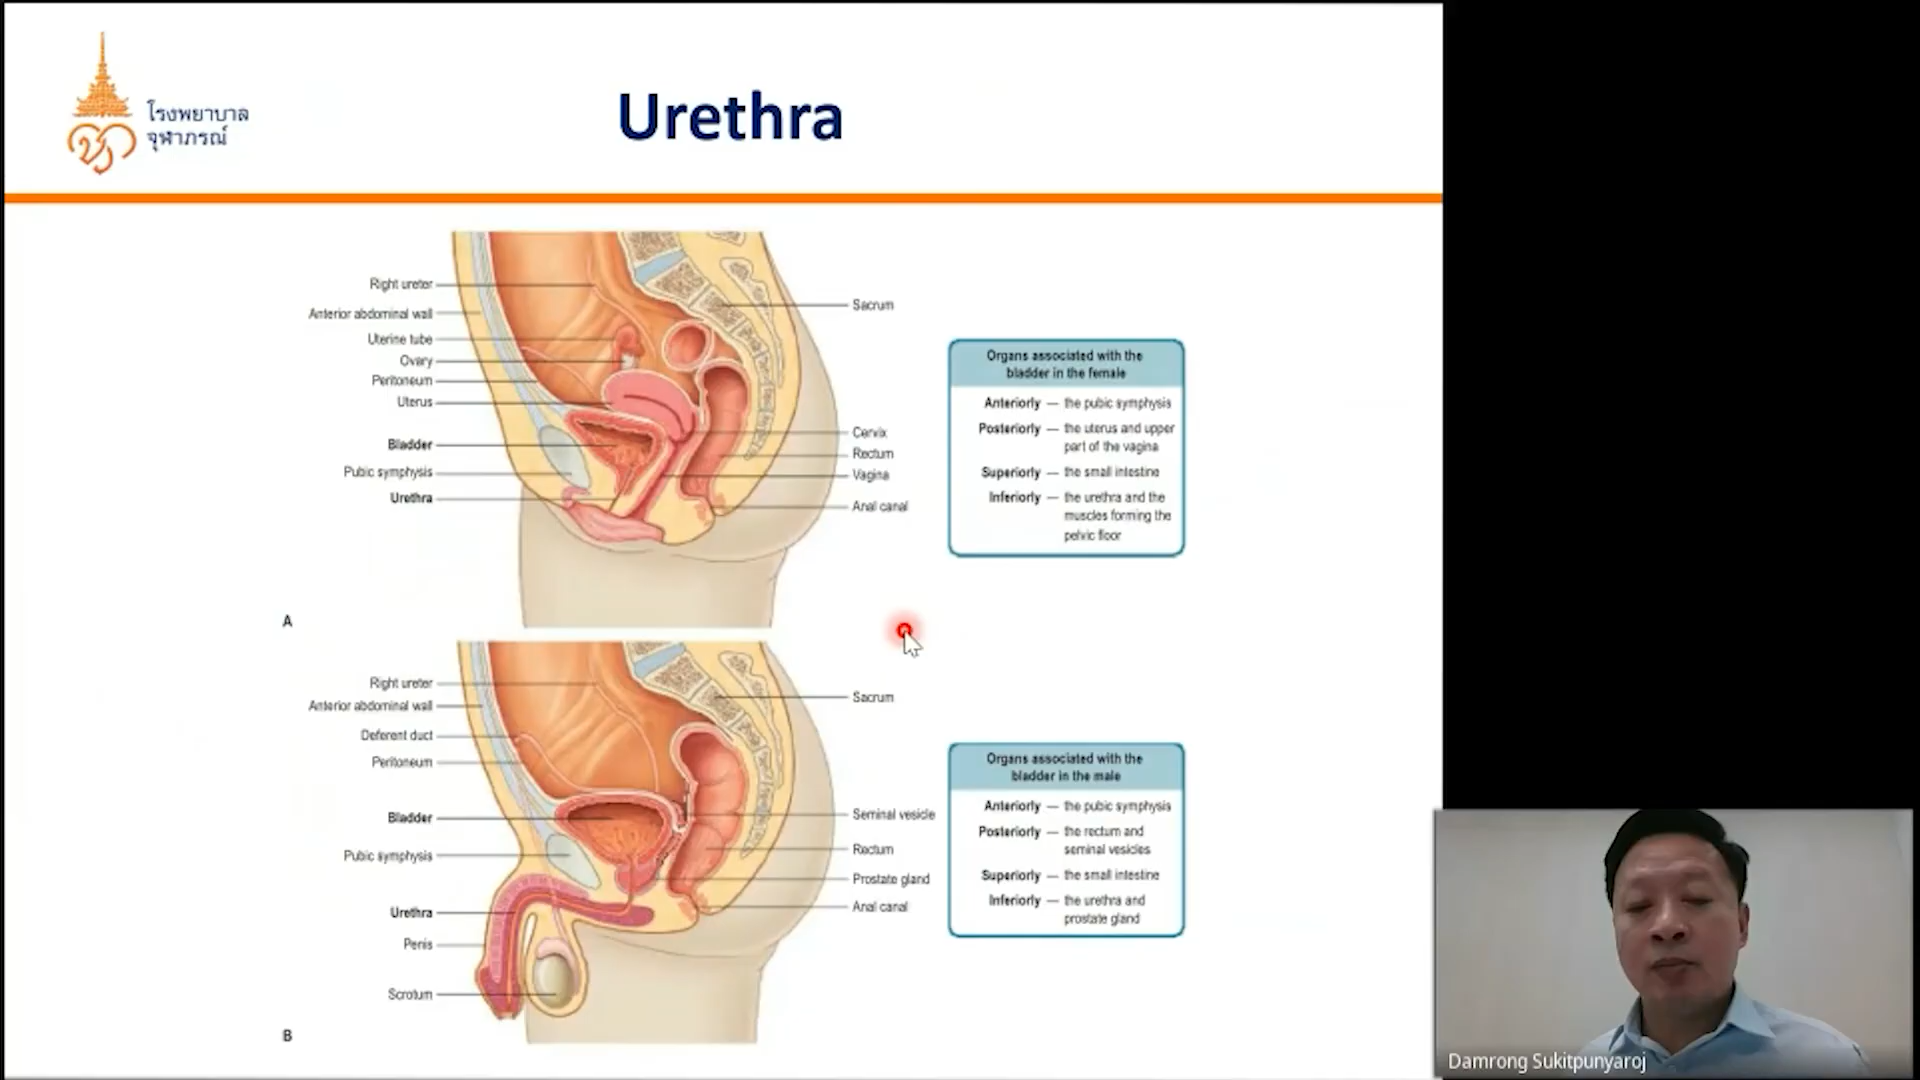 โรงพยาบาล
จุฬาภรณ์
Urethra
Right ureter
Anterior abdominal wall
Uterine tube
Ovary
Peritoneum
Uterus
Bladder
Pubic symphysis
Urethra
Sacrum
Cervix
Rectum
Vagina
Anal canal
Organs associated with the
bladder in the female
Anteriorly — the pubic symphysis
Posteriorly — the uterus and upper
part of the vagina
Superiorly — the small intestine
Inferiorly — the urethra and the
muscles forming the
pelvic floor
A
Right ureter
Anterior abdominal wall
Deferent duct
Peritoneum
Bladder
Pubic symphysis
Urethra
Penis
Scrotum
Sacrum
Seminal vesicle
Rectum
Prostate gland
Anal canal
Organs associated with the
bladder in the male
Anteriorly — the pubic symphysis
Posteriorly — the rectum and
seminal vesicles
Superiorly — the small intestine
Inferiorly — the urethra and
prostate gland
B
Damrong Sukitpunyaroj